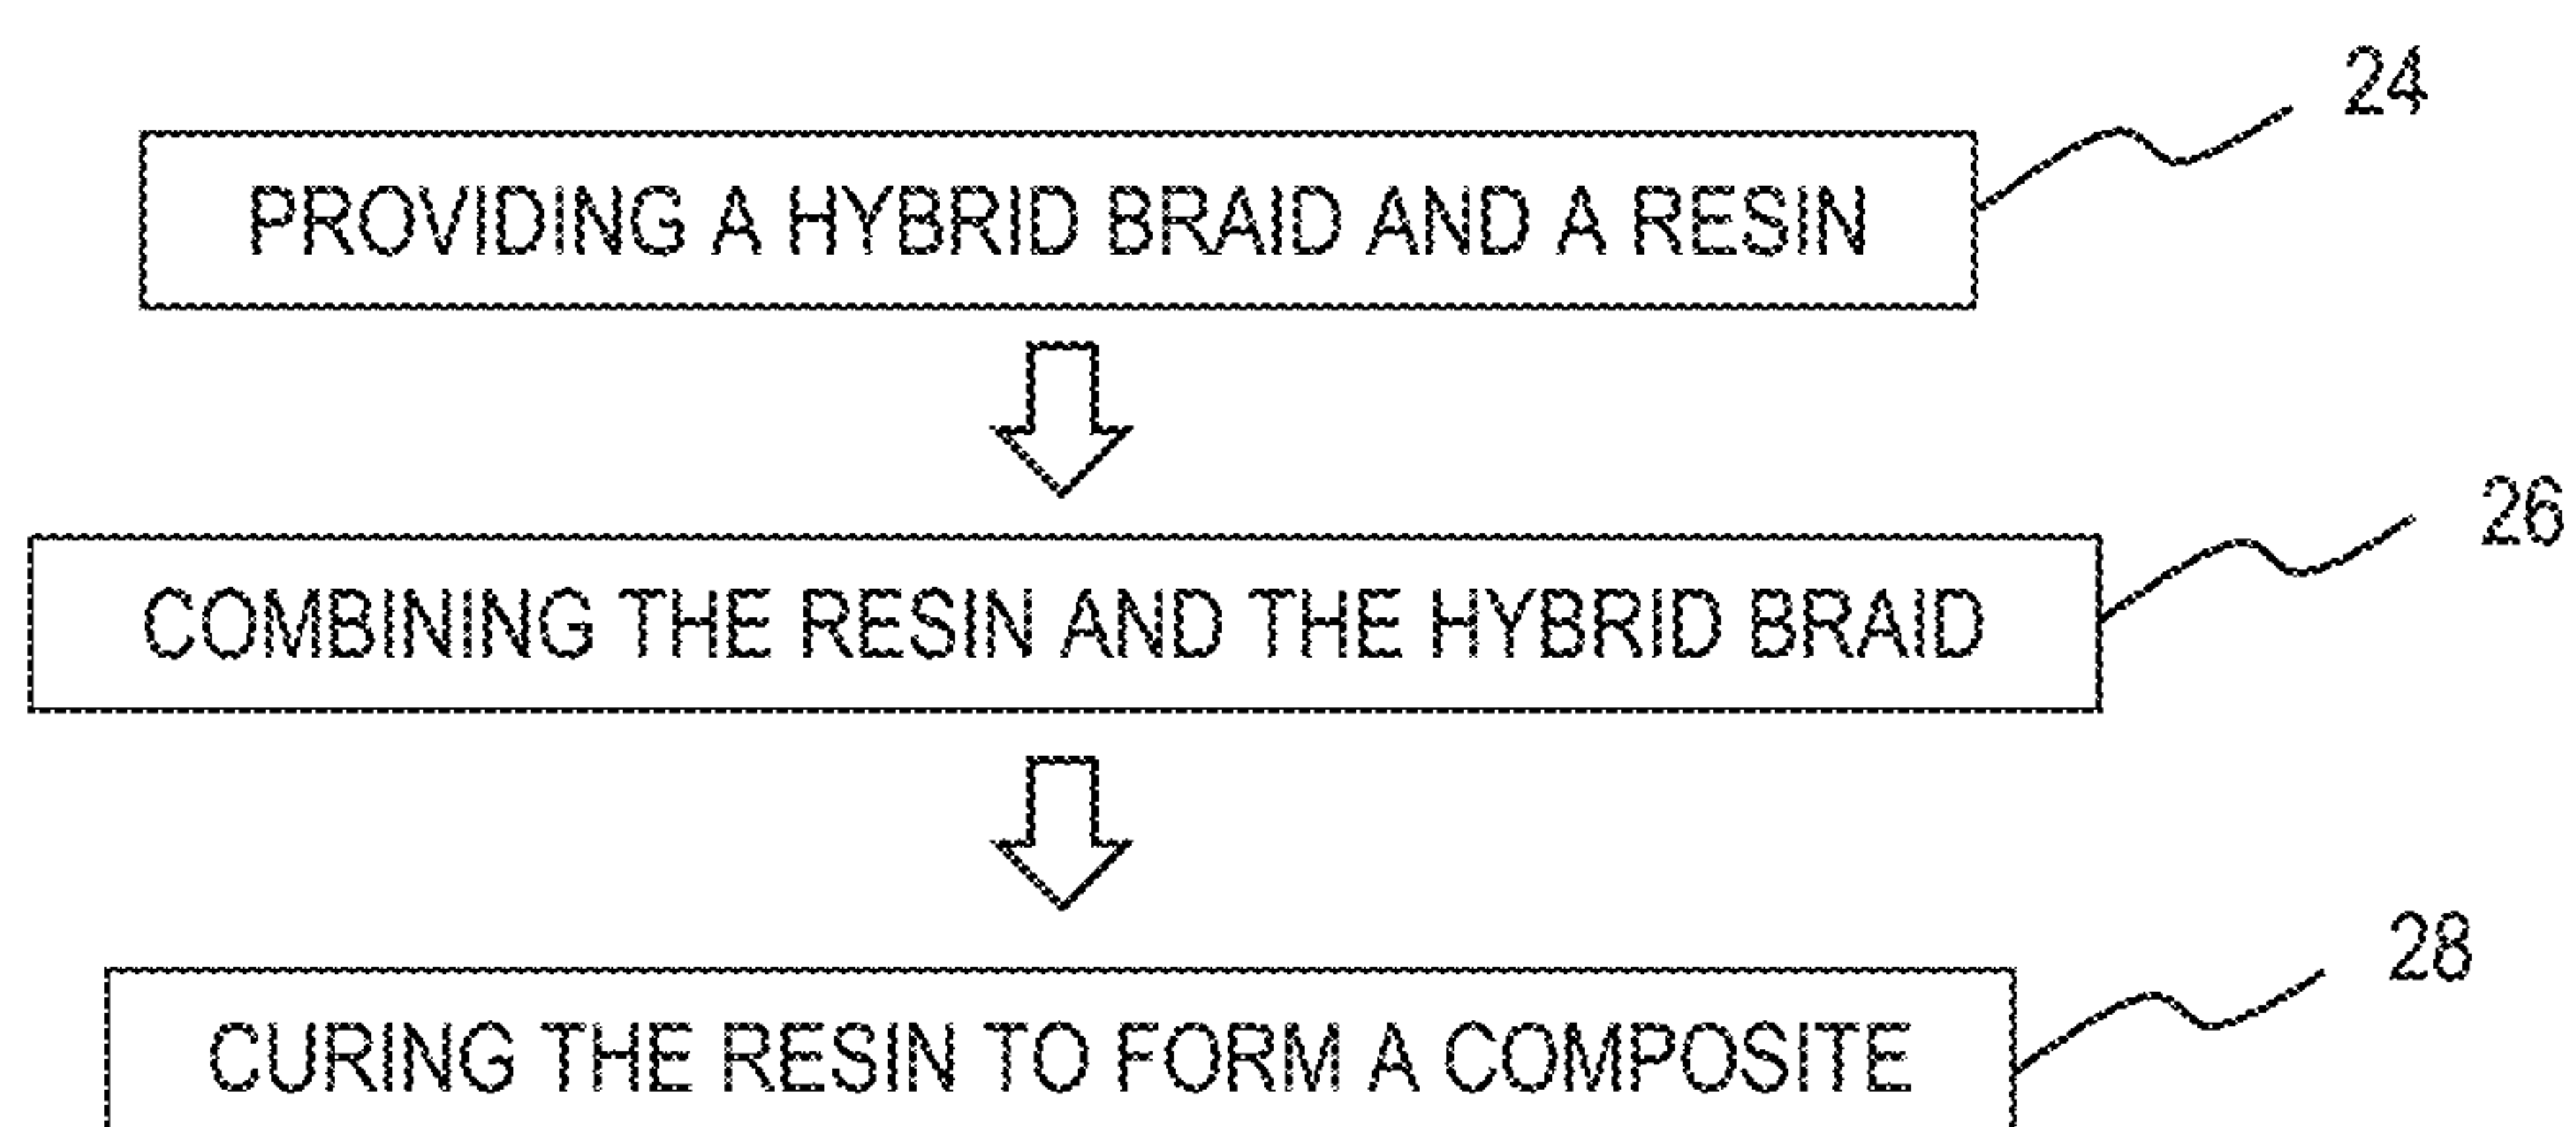 24
PROVIDING A HYBRID BRAID AND A RESIN
26
COMBINING THE RESIN AND THE HYBRID BRAID
28
CURING THE RESIN TO FORM A COMPOSITE